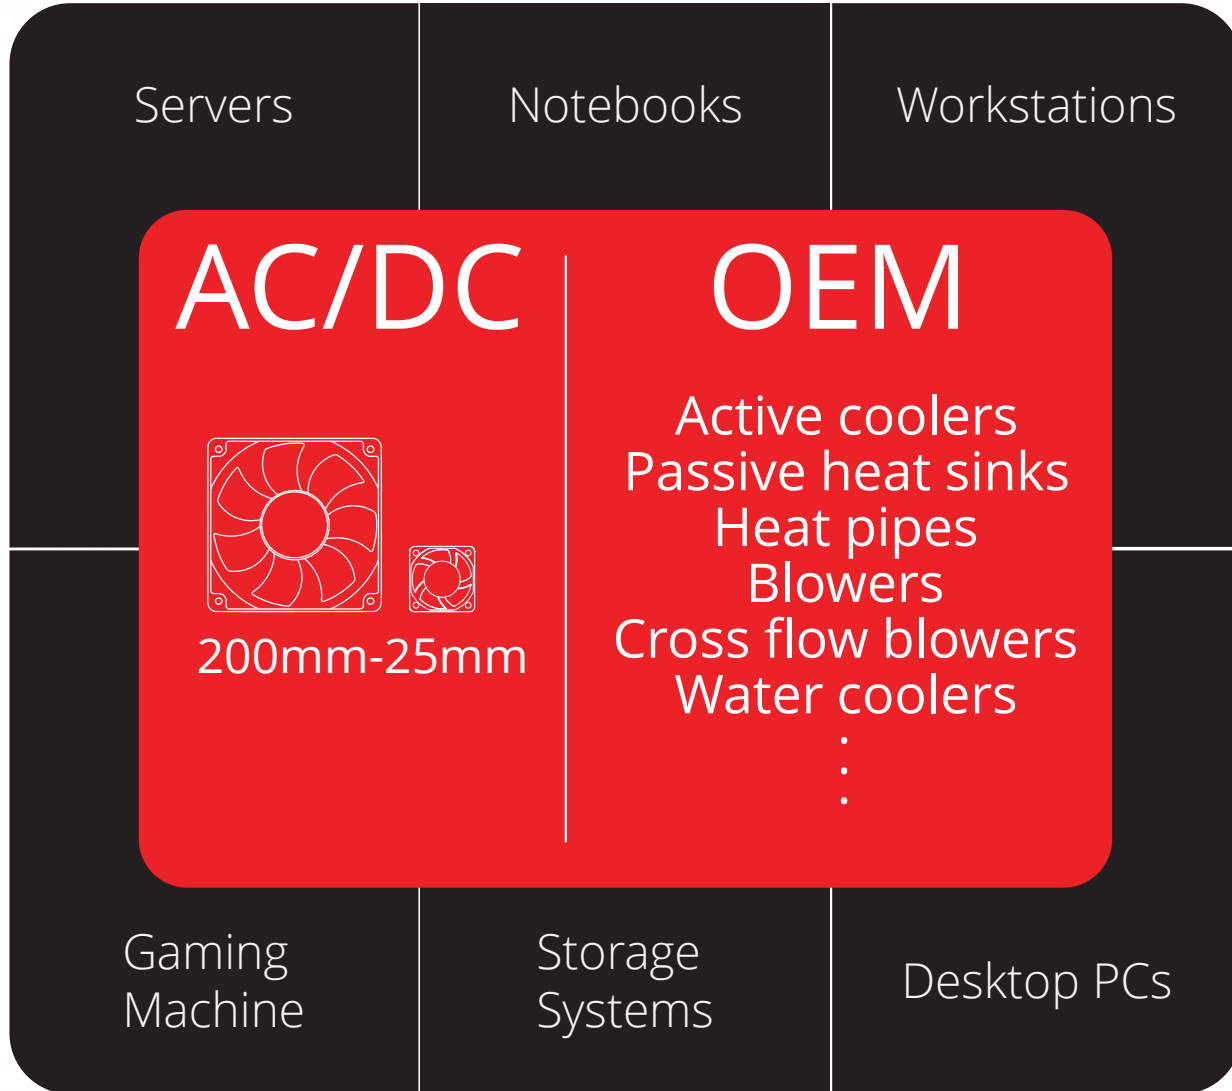 Servers
Notebooks
Workstations
AC/DC
200mm-25mm
OEM
Active coolers
Passive heat sinks
Heat pipes
Blowers
Cross flow blowers
Water coolers
.
.
.
Gaming
Machine
Storage
Systems
Desktop PCs